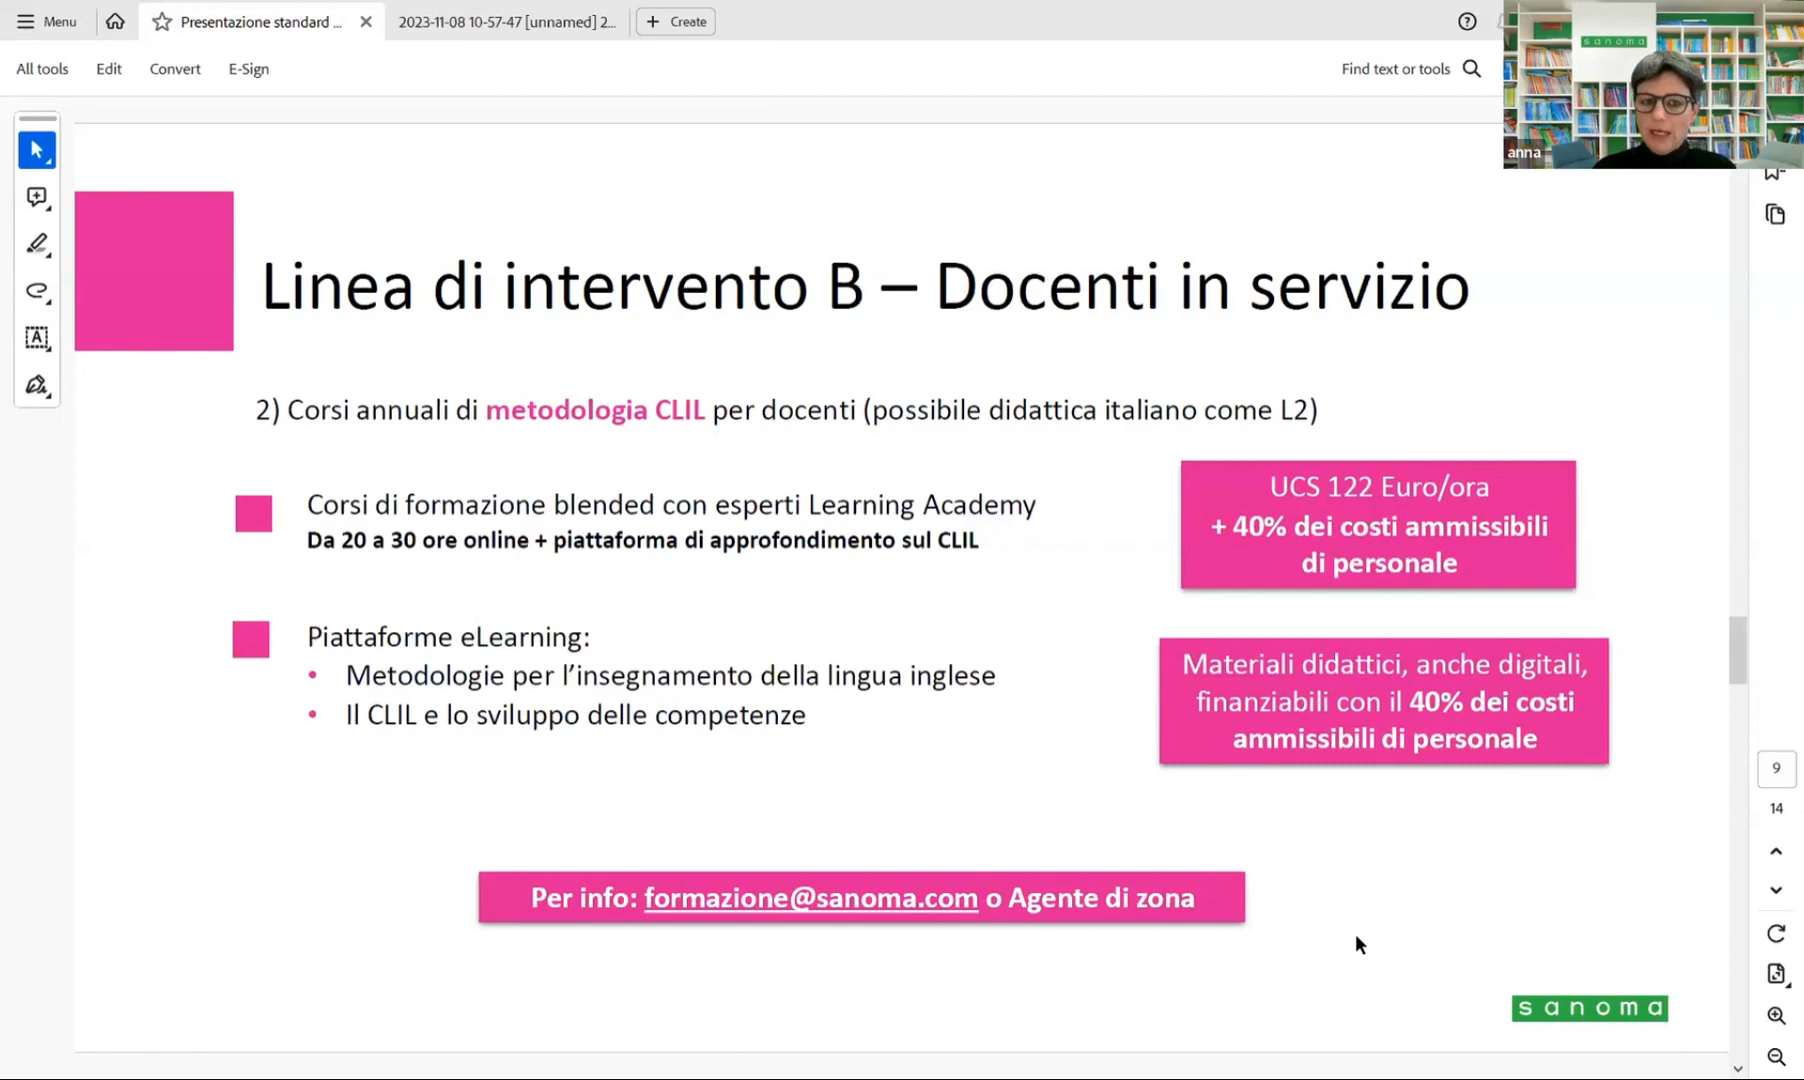 Menu
Presentazione standard ...
2023-11-08 10-57-47 [unnamed] 2...
+ Create
All tools
Edit
Convert
E-Sign
Find text or tools
sanoma
anna
Linea di intervento B – Docenti in servizio
2) Corsi annuali di metodologia CLIL per docenti (possibile didattica italiano come L2)
Corsi di formazione blended con esperti Learning Academy
Da 20 a 30 ore online + piattaforma di approfondimento sul CLIL
UCS 122 Euro/ora
+ 40% dei costi ammissibili
di personale
Piattaforme eLearning:
• Metodologie per l’insegnamento della lingua inglese
• Il CLIL e lo sviluppo delle competenze
Materiali didattici, anche digitali,
finanziabili con il 40% dei costi
ammissibili di personale
9
14
Per info: formazione@sanoma.com o Agente di zona
sanoma